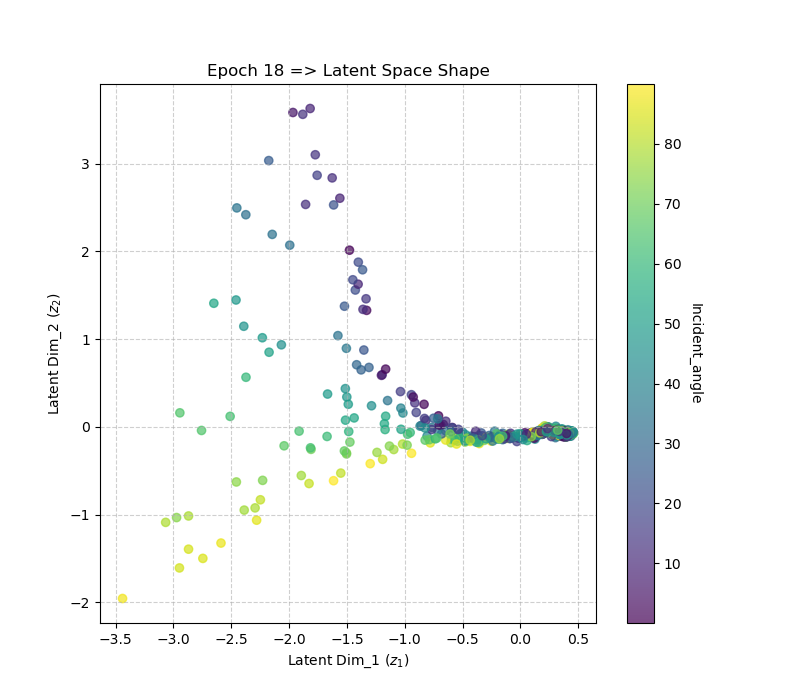 Epoch 18 => Latent Space Shape
3
2
1
0
−1
−2
Latent Dim_2 (z₂)
−3.5 −3.0 −2.5 −2.0 −1.5 −1.0 −0.5 0.0 0.5
Latent Dim_1 (z₁)
80
70
60
50
40
30
20
10
Incident_angle